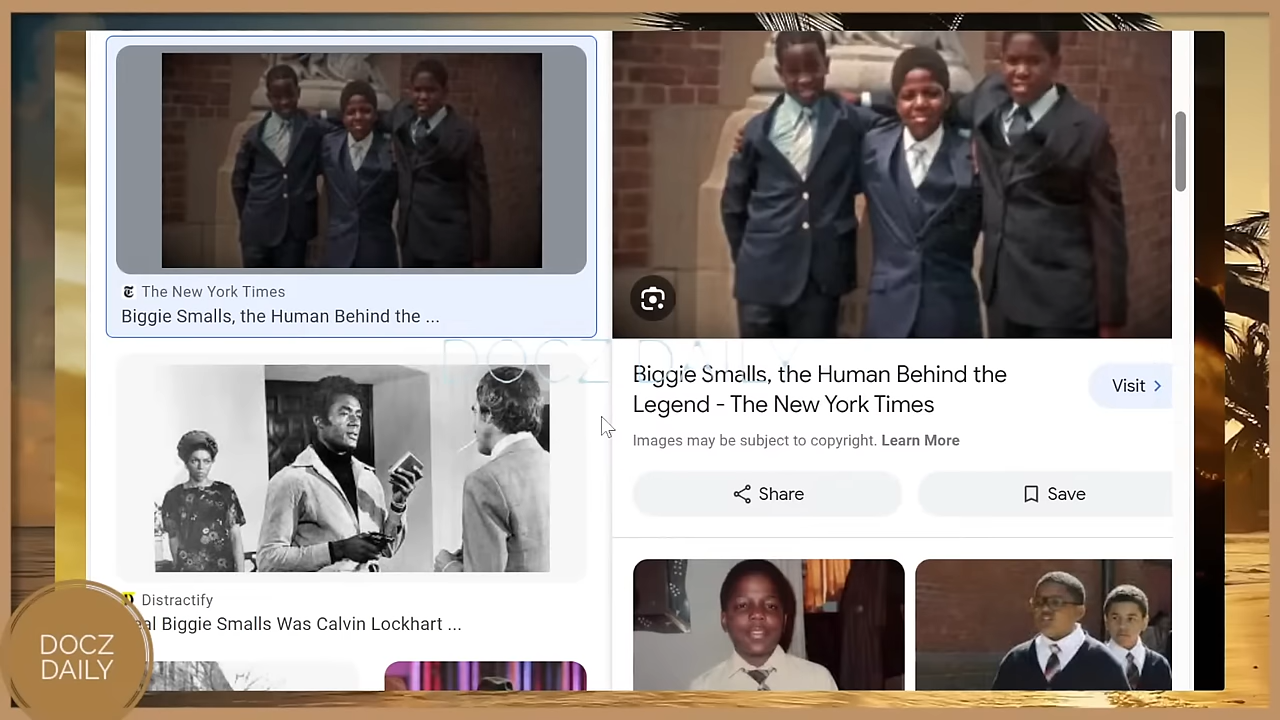 The New York Times
Biggie Smalls, the Human Behind the ...
DOCZ DAILY
Biggie Smalls, the Human Behind the
Legend - The New York Times
Visit
Images may be subject to copyright. Learn More
Share
Save
Distractify
al Biggie Smalls Was Calvin Lockhart ...
DOCZ
DAILY